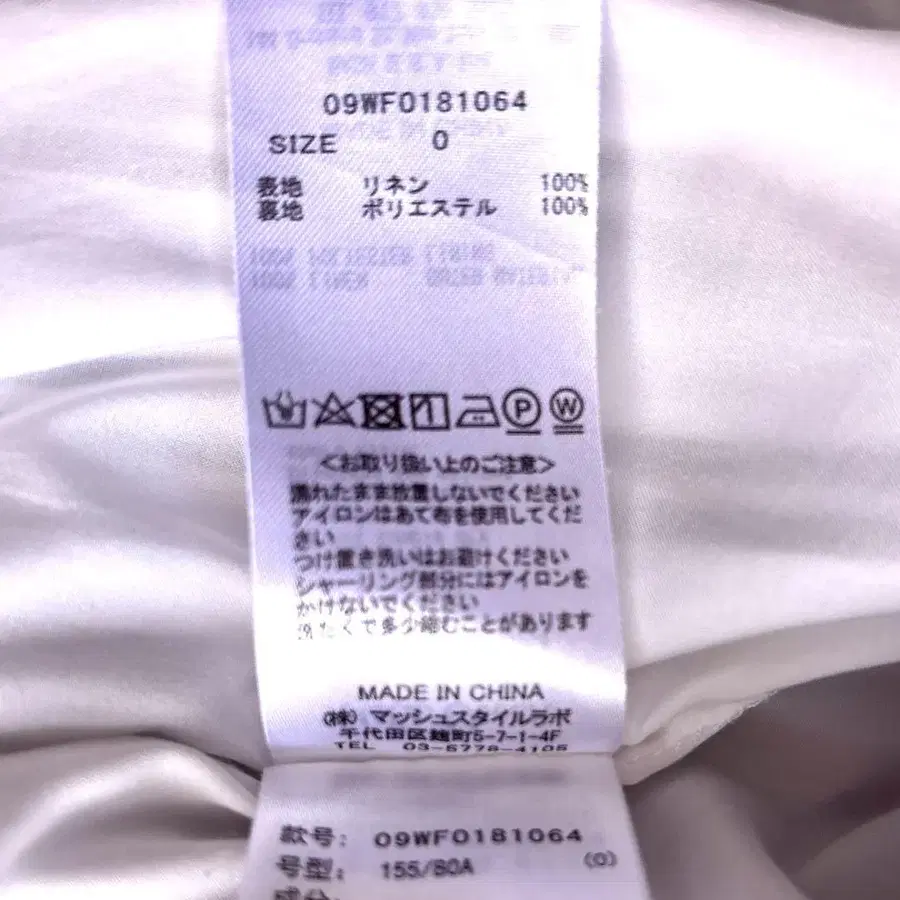 09WF0181064
SIZE 0
表地 リネン 100%
裏地 ポリエステル 100%
P W
<お取り扱い上のご注意>
濡れたまま放置しないでください
アイロンはあて布を使用してくだ
さい
つけ置き洗いはお避けください
シャーリング部分にはアイロンを
かけないでください
洗たくで多少縮むことがあります
MADE IN CHINA
(株) マッシュスタイルラボ
千代田区麹町5-7-1-4F
TEL 03-5778-4105
款号: 09WF0181064
号型: 155/80A (0)
成分: